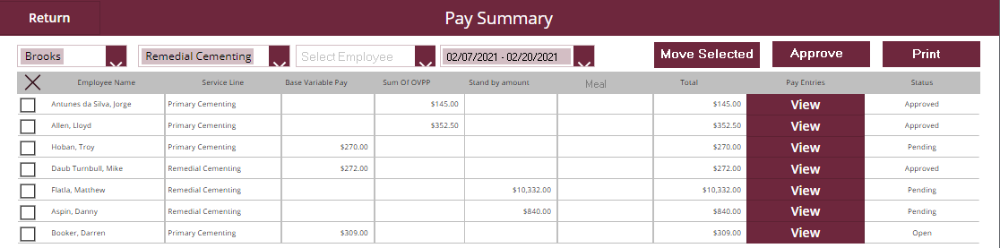 Return Pay Summary
Brooks Remedial Cementing Select Employee 02/07/2021 - 02/20/2021 Move Selected Approve Print
Employee Name Service Line Base Variable Pay Sum Of OVPP Stand by amount Meal Total Pay Entries Status
Antunes da Silva, Jorge Primary Cementing $145.00 $145.00 View Approved
Allen, Lloyd Primary Cementing $352.50 $352.50 View Approved
Hoban, Troy Primary Cementing $270.00 $270.00 View Pending
Daub Turnbull, Mike Remedial Cementing $272.00 $272.00 View Approved
Flatla, Matthew Remedial Cementing $10,332.00 $10,332.00 View Pending
Aspin, Danny Remedial Cementing $840.00 $840.00 View Pending
Booker, Darren Primary Cementing $309.00 $309.00 View Open